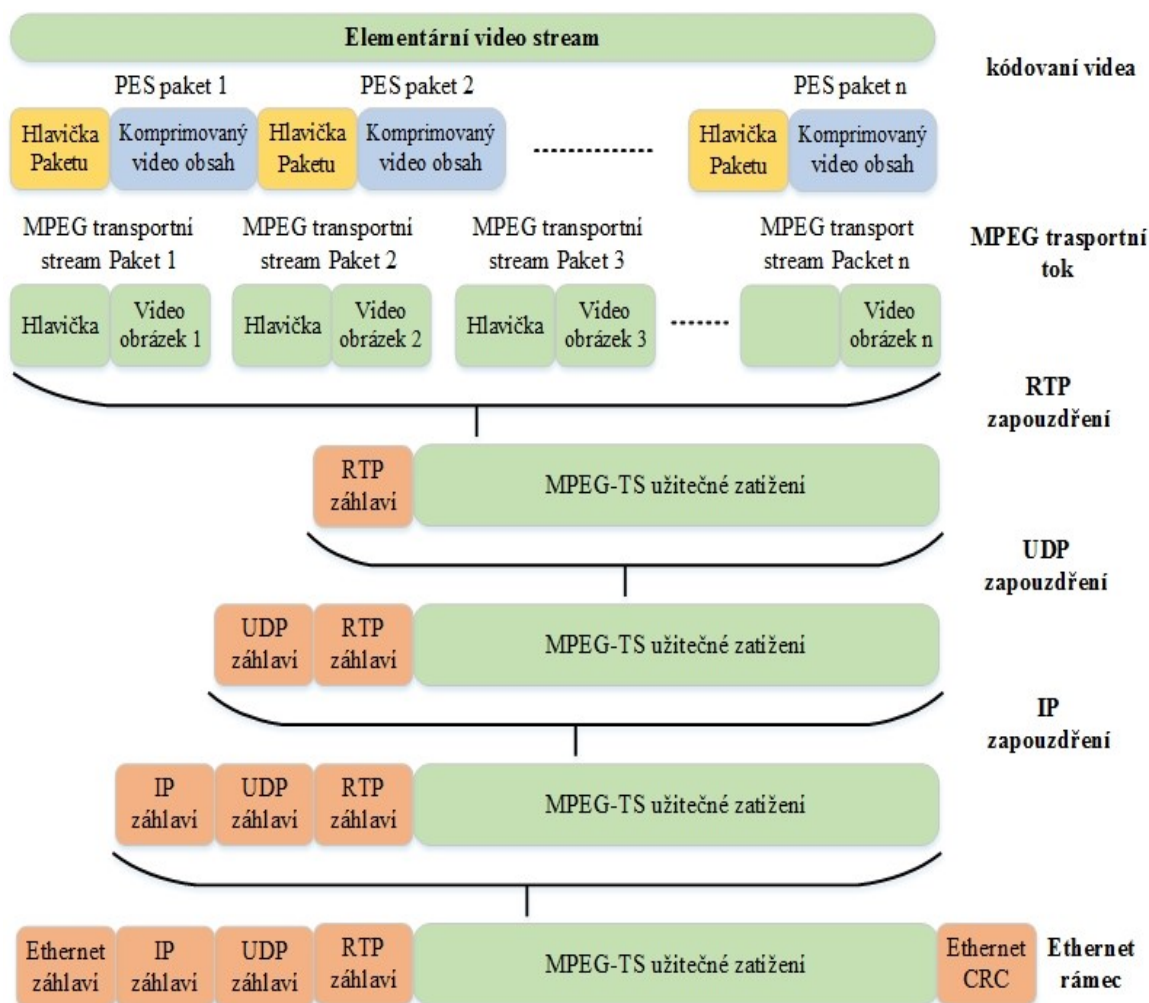 Elementární video stream
kódovaní videa
PES paket 1
PES paket 2
PES paket n
Hlavička
Paketu
Komprimovaný
video obsah
Hlavička
Paketu
Komprimovaný
video obsah
Hlavička
Paketu
Komprimovaný
video obsah
MPEG transportní
stream Paket 1
MPEG transportní
stream Paket 2
MPEG transportní
stream Paket 3
MPEG transport
stream Packet n
MPEG trasportní
tok
Hlavička
Video
obrázek 1
Hlavička
Video
obrázek 2
Hlavička
Video
obrázek 3
Video
obrázek n
RTP
zapouzdření
RTP
záhlaví
MPEG-TS užitečné zatižení
UDP
zapouzdření
UDP
záhlaví
RTP
záhlaví
MPEG-TS užitečné zatižení
IP
zapouzdření
IP
záhlaví
UDP
záhlaví
RTP
záhlaví
MPEG-TS užitečné zatižení
Ethernet
záhlaví
IP
záhlaví
UDP
záhlaví
RTP
záhlaví
MPEG-TS užitečné zatižení
Ethernet
CRC
Ethernet
rámec